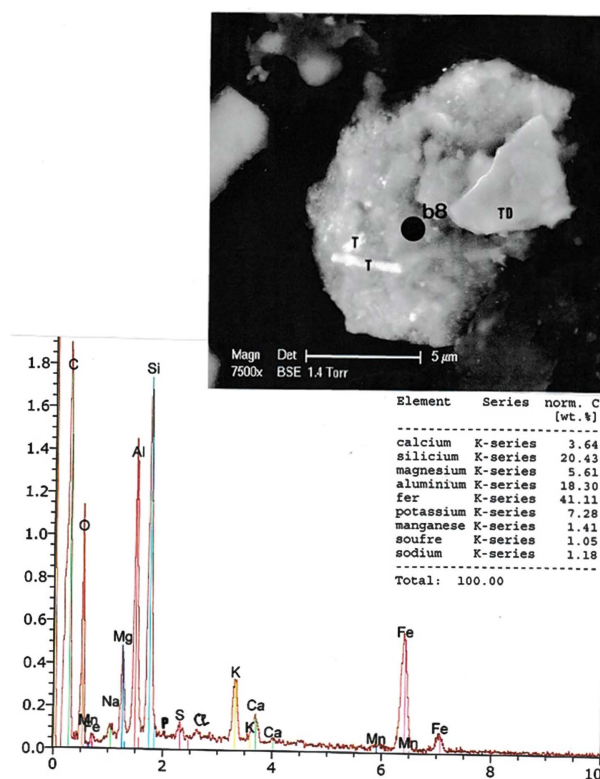 b8
TD
T
T
Magn Det 5 µm
7500x BSE 1.4 Torr
Element Series norm. C
[wt.%]
calcium K-series 3.64
silicium K-series 20.43
magnesium K-series 5.61
aluminium K-series 18.30
fer K-series 41.11
potassium K-series 7.28
manganese K-series 1.41
soufre K-series 1.05
sodium K-series 1.18
Total: 100.00
1.8
1.6
1.4
1.2
1.0
0.8
0.6
0.4
0.2
0.0
C
Si
Al
O
Mg
Na
Mn
Fe
P
S
Cl
K
K
Ca
Ca
Mn
Fe
Mn
Fe
0
2
4
6
8
10